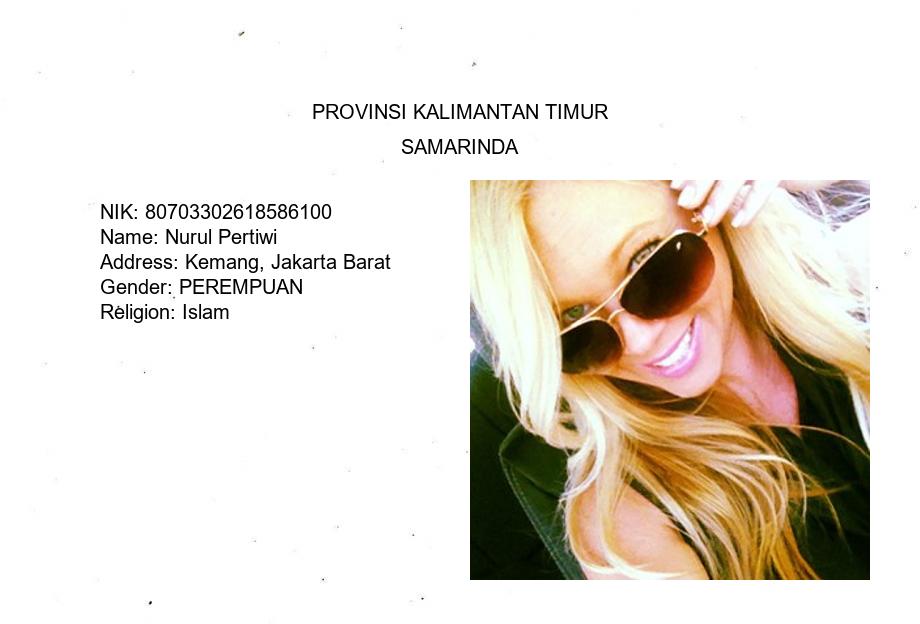 PROVINSI KALIMANTAN TIMUR
SAMARINDA
NIK: 80703302618586100
Name: Nurul Pertiwi
Address: Kemang, Jakarta Barat
Gender: PEREMPUAN
Religion: Islam